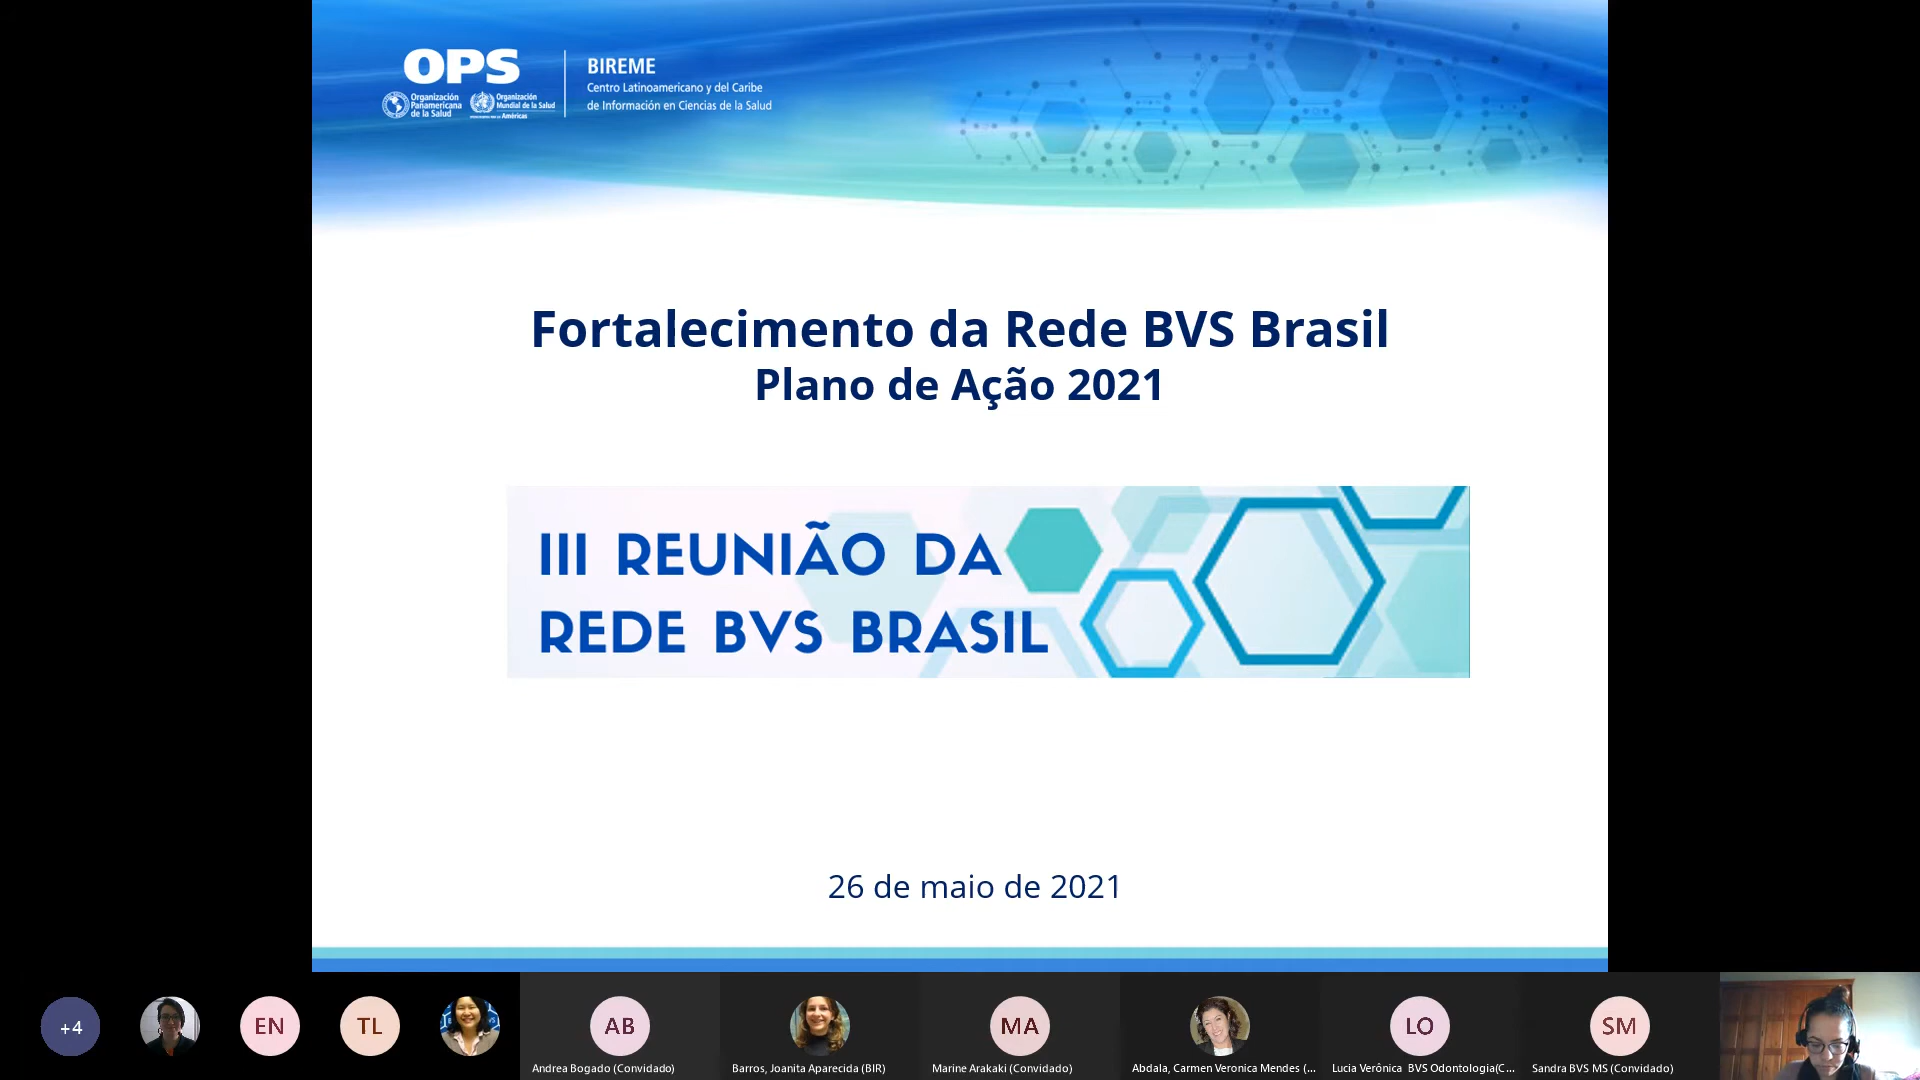 OPS
Organización
Panamericana
de la Salud
Organización
Mundial de la Salud
Américas
BIREME
Centro Latinoamericano y del Caribe
de Información en Ciencias de la Salud
Fortalecimento da Rede BVS Brasil
Plano de Ação 2021
III REUNIÃO DA
REDE BVS BRASIL
26 de maio de 2021
+4
EN
TL
AB
MA
LO
SM
Andrea Bogado (Convidado)
Barros, Joanita Aparecida (BIR)
Marine Arakaki (Convidado)
Abdala, Carmen Veronica Mendes (...
Lucia Verônica BVS Odontologia(C...
Sandra BVS MS (Convidado)